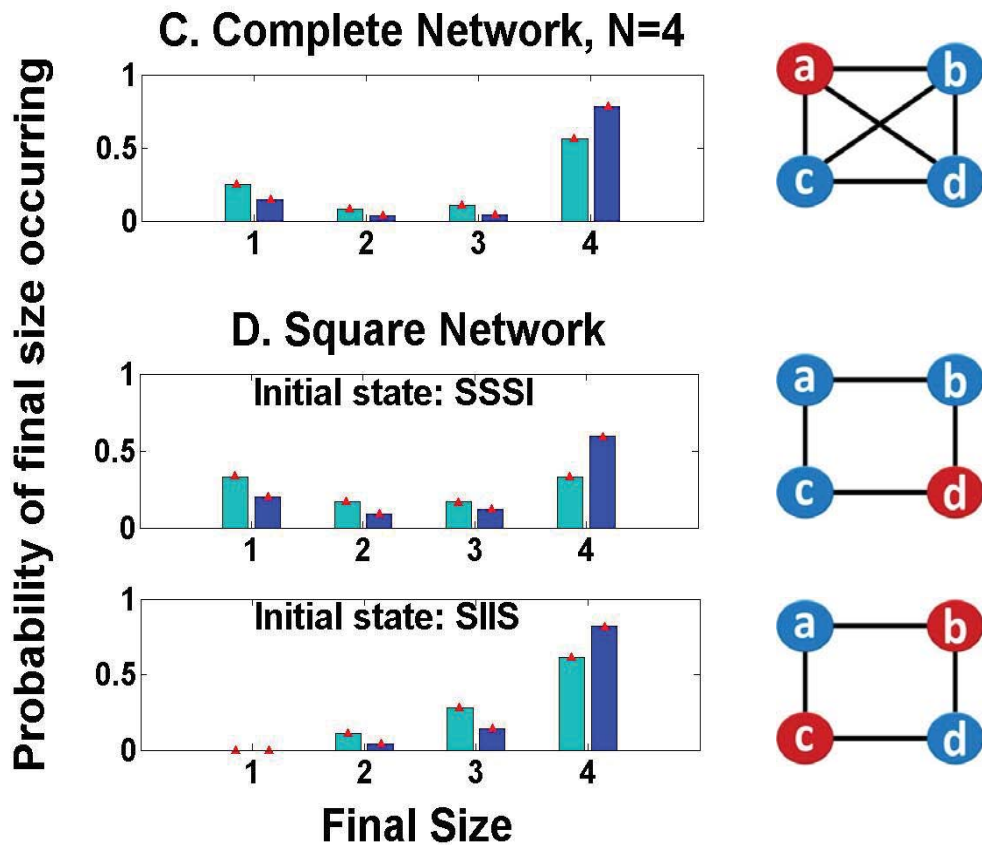 Probability of final size occurring
C. Complete Network, N=4
1
0.5
0
1 2 3 4
a b
c d
D. Square Network
Initial state: SSSI
1
0.5
0
1 2 3 4
a b
c d
Initial state: SIIS
1
0.5
0
1 2 3 4
a b
c d
Final Size